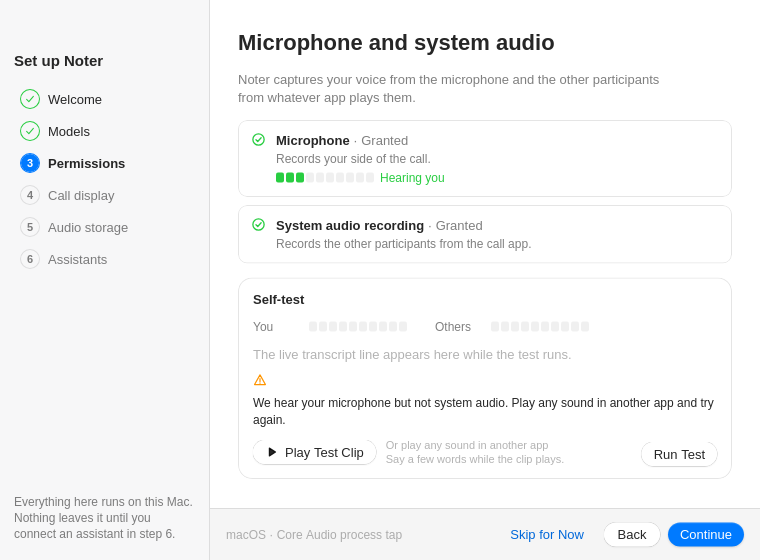 Set up Noter
Welcome
Models
3 Permissions
4 Call display
5 Audio storage
6 Assistants
Everything here runs on this Mac.
Nothing leaves it until you
connect an assistant in step 6.
Microphone and system audio
Noter captures your voice from the microphone and the other participants
from whatever app plays them.
Microphone · Granted
Records your side of the call.
Hearing you
System audio recording · Granted
Records the other participants from the call app.
Self-test
You Others
The live transcript line appears here while the test runs.
We hear your microphone but not system audio. Play any sound in another app and try
again.
Play Test Clip
Or play any sound in another app
Say a few words while the clip plays.
Run Test
macOS · Core Audio process tap
Skip for Now
Back
Continue